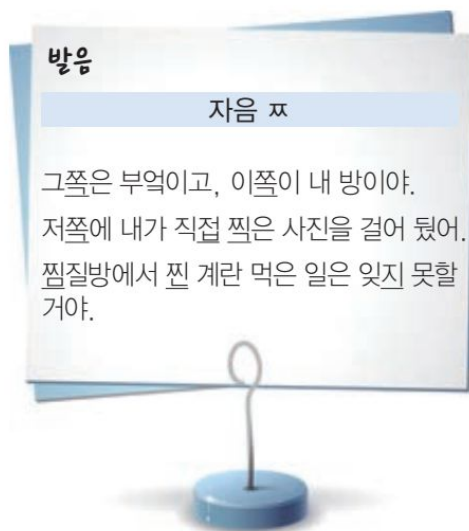 발음
자음 ㅉ
그쪽은 부엌이고, 이쪽이 내 방이야.
저쪽에 내가 직접 찍은 사진을 걸어 뒀어.
찜질방에서 찐 계란 먹은 일은 잊지 못할
거야.